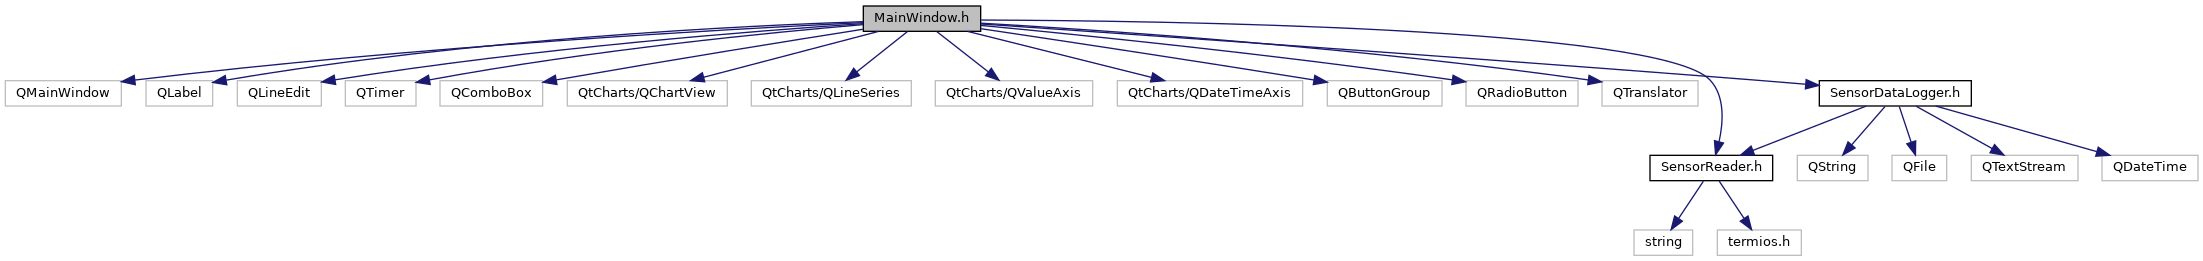 MainWindow.h
QMainWindow
QLabel
QLineEdit
QTimer
QComboBox
QtCharts/QChartView
QtCharts/QLineSeries
QtCharts/QValueAxis
QtCharts/QDateTimeAxis
QButtonGroup
QRadioButton
QTranslator
SensorDataLogger.h
SensorReader.h
QString
QFile
QTextStream
QDateTime
string
termios.h